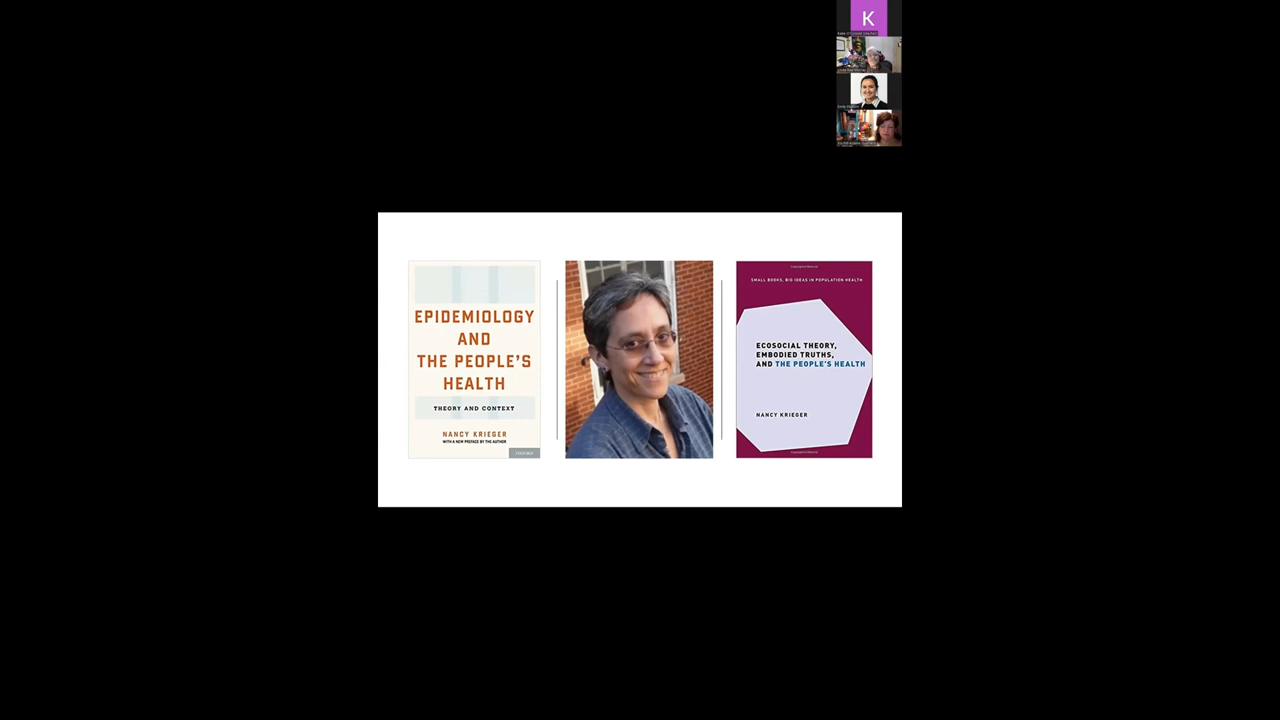 K
EPIDEMIOLOGY
AND
THE PEOPLE'S
HEALTH
THEORY AND CONTEXT
NANCY KRIEGER
WITH A NEW PREFACE BY THE AUTHOR
OXFORD
SMALL BOOKS, BIG IDEAS IN POPULATION HEALTH
ECOSOCIAL THEORY,
EMBODIED TRUTHS,
AND THE PEOPLE'S HEALTH
NANCY KRIEGER